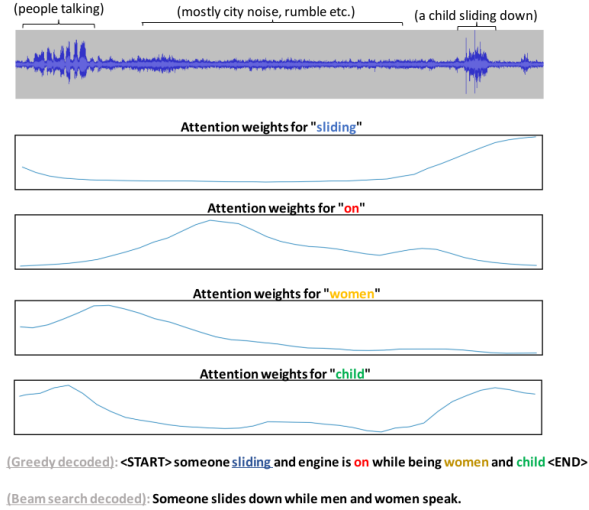 (people talking)
(mostly city noise, rumble etc.)
(a child sliding down)
Attention weights for "sliding"
Attention weights for "on"
Attention weights for "women"
Attention weights for "child"
(Greedy decoded): <START> someone sliding and engine is on while being women and child <END>
(Beam search decoded): Someone slides down while men and women speak.